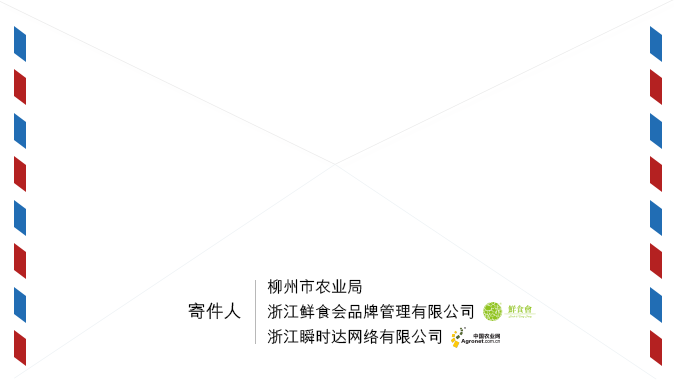 柳州市农业局
寄件人
浙江鲜食会品牌管理有限公司
鲜食會
浙江瞬时达网络有限公司
中国农业网
Agronet.com.cn